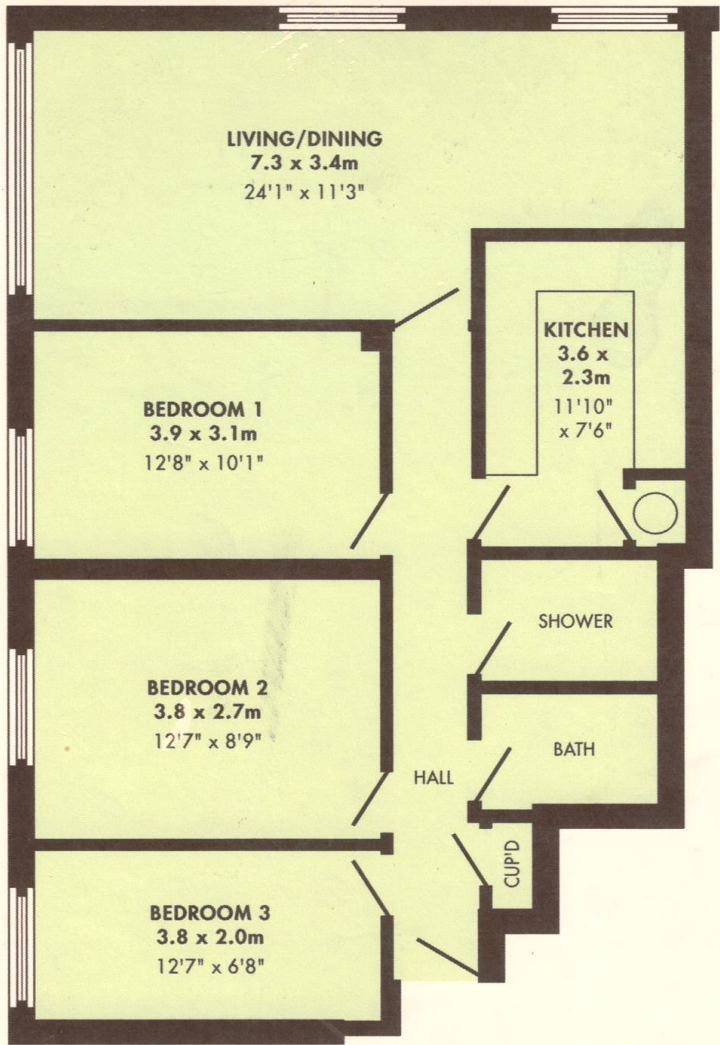 LIVING/DINING
7.3 x 3.4m
24'1" x 11'3"
KITCHEN
3.6 x
2.3m
11'10"
x 7'6"
BEDROOM 1
3.9 x 3.1m
12'8" x 10'1"
SHOWER
BEDROOM 2
3.8 x 2.7m
12'7" x 8'9"
BATH
HALL
CUP'D
BEDROOM 3
3.8 x 2.0m
12'7" x 6'8"